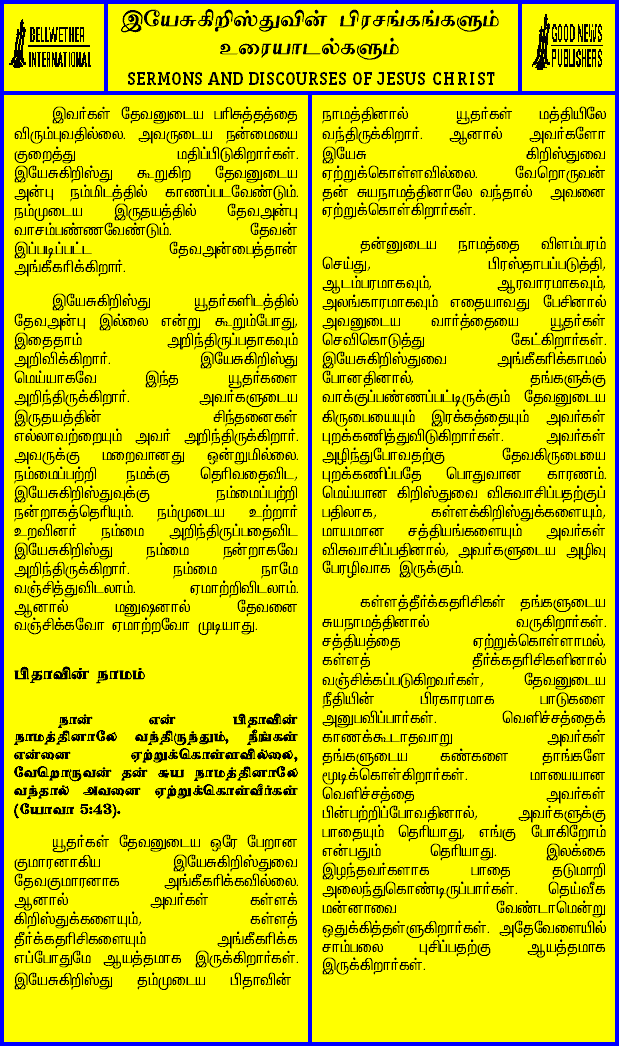 BELLWETHER
INTERNATIONAL
இயேசுகிறிஸ்துவின் பிரசங்கங்களும்
உரையாடல்களும்
SERMONS AND DISCOURSES OF JESUS CHRIST
GOOD NEWS
PUBLISHERS
இவர்கள் தேவனுடைய பரிசுத்தத்தை
விரும்புவதில்லை. அவருடைய நன்மையை
குறைத்து மதிப்பிடுகிறார்கள்.
இயேசுகிறிஸ்து கூறுகிற தேவனுடைய
அன்பு நம்மிடத்தில் காணப்படவேண்டும்.
நம்முடைய இருதயத்தில் தேவஅன்பு
வாசம்பண்ணவேண்டும். தேவன்
இப்படிப்பட்ட தேவஅன்பைத்தான்
அங்கீகரிக்கிறார்.
இயேசுகிறிஸ்து யூதர்களிடத்தில்
தேவஅன்பு இல்லை என்று கூறும்போது,
இதைதாம் அறிந்திருப்பதாகவும்
அறிவிக்கிறார். இயேசுகிறிஸ்து
மெய்யாகவே இந்த யூதர்களை
அறிந்திருக்கிறார். அவர்களுடைய
இருதயத்தின் சிந்தனைகள்
எல்லாவற்றையும் அவர் அறிந்திருக்கிறார்.
அவருக்கு மறைவானது ஒன்றுமில்லை.
நம்மைப்பற்றி நமக்கு தெரிவதைவிட,
இயேசுகிறிஸ்துவுக்கு நம்மைப்பற்றி
நன்றாகத்தெரியும். நம்முடைய உற்றார்
உறவினர் நம்மை அறிந்திருப்பதைவிட
இயேசுகிறிஸ்து நம்மை நன்றாகவே
அறிந்திருக்கிறார். நம்மை நாமே
வஞ்சித்துவிடலாம். ஏமாற்றிவிடலாம்.
ஆனால் மனுஷனால் தேவனை
வஞ்சிக்கவோ ஏமாற்றவோ முடியாது.
பிதாவின் நாமம்
நான் என் பிதாவின்
நாமத்தினாலே வந்திருந்தும், நீங்கள்
என்னை ஏற்றுக்கொள்ளவில்லை,
வேறொருவன் தன் சுய நாமத்தினாலே
வந்தால் அவனை ஏற்றுக்கொள்வீர்கள்
(யோவா 5:43).
யூதர்கள் தேவனுடைய ஒரே பேறான
குமாரனாகிய இயேசுகிறிஸ்துவை
தேவகுமாரனாக அங்கீகரிக்கவில்லை.
ஆனால் அவர்கள் கள்ளக்
கிறிஸ்துக்களையும், கள்ளத்
தீர்க்கதரிசிகளையும் அங்கீகரிக்க
எப்போதுமே ஆயத்தமாக இருக்கிறார்கள்.
இயேசுகிறிஸ்து தம்முடைய பிதாவின்
நாமத்தினால் யூதர்கள் மத்தியிலே
வந்திருக்கிறார். ஆனால் அவர்களோ
இயேசு கிறிஸ்துவை
ஏற்றுக்கொள்ளவில்லை. வேறொருவன்
தன் சுயநாமத்தினாலே வந்தால் அவனை
ஏற்றுக்கொள்கிறார்கள்.
தன்னுடைய நாமத்தை விளம்பரம்
செய்து, பிரஸ்தாபப்படுத்தி,
ஆடம்பரமாகவும், ஆரவாரமாகவும்,
அலங்காரமாகவும் எதையாவது பேசினால்
அவனுடைய வார்த்தையை யூதர்கள்
செவிகொடுத்து கேட்கிறார்கள்.
இயேசுகிறிஸ்துவை அங்கீகரிக்காமல்
போனதினால், தங்களுக்கு
வாக்குப்பண்ணப்பட்டிருக்கும் தேவனுடைய
கிருபையையும் இரக்கத்தையும் அவர்கள்
புறக்கணித்துவிடுகிறார்கள். அவர்கள்
அழிந்துபோவதற்கு தேவகிருபையை
புறக்கணிப்பதே பொதுவான காரணம்.
மெய்யான கிறிஸ்துவை விசுவாசிப்பதற்குப்
பதிலாக, கள்ளக்கிறிஸ்துக்களையும்,
மாயமான சத்தியங்களையும் அவர்கள்
விசுவாசிப்பதினால், அவர்களுடைய அழிவு
பேரழிவாக இருக்கும்.
கள்ளத்தீர்க்கதரிசிகள் தங்களுடைய
சுயநாமத்தினால் வருகிறார்கள்.
சத்தியத்தை ஏற்றுக்கொள்ளாமல்,
கள்ளத் தீர்க்கதரிசிகளினால்
வஞ்சிக்கப்படுகிறவர்கள், தேவனுடைய
நீதியின் பிரகாரமாக பாடுகளை
அனுபவிப்பார்கள். வெளிச்சத்தைக்
காணக்கூடாதவாறு அவர்கள்
தங்களுடைய கண்களை தாங்களே
மூடிக்கொள்கிறார்கள். மாயையான
வெளிச்சத்தை அவர்கள்
பின்பற்றிப்போவதினால், அவர்களுக்கு
பாதையும் தெரியாது, எங்கு போகிறோம்
என்பதும் தெரியாது. இலக்கை
இழந்தவர்களாக பாதை தடுமாறி
அலைந்துகொண்டிருப்பார்கள். தெய்வீக
மன்னாவை வேண்டாமென்று
ஒதுக்கித்தள்ளுகிறார்கள். அதேவேளையில்
சாம்பலை புசிப்பதற்கு ஆயத்தமாக
இருக்கிறார்கள்.